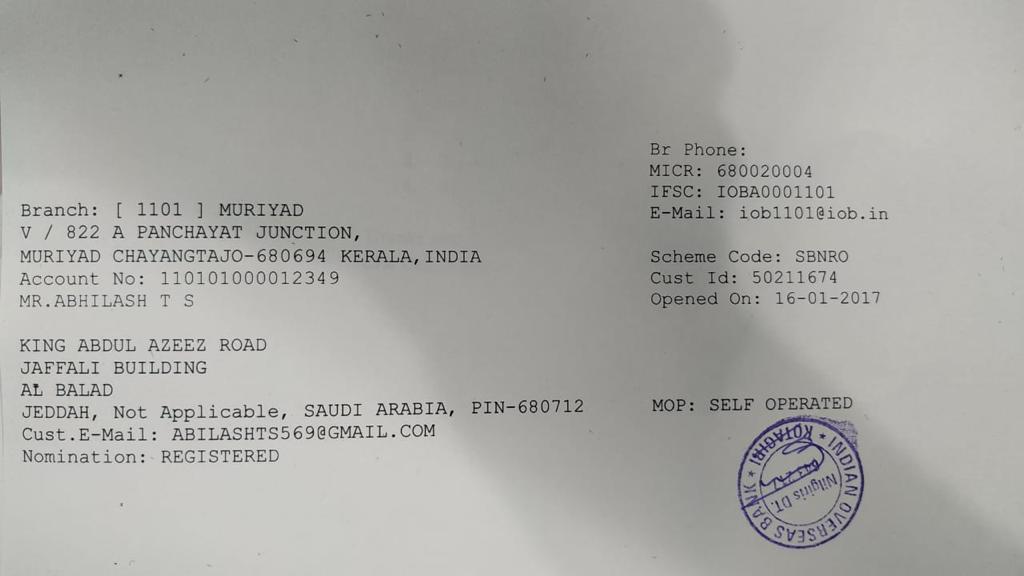 Br Phone:
MICR: 680020004
IFSC: IOBA0001101
E-Mail: iob1101@iob.in
Branch: [ 1101 ] MURIYAD
V / 822 A PANCHAYAT JUNCTION,
MURIYAD CHAYANGTAJO-680694 KERALA,INDIA
Account No: 110101000012349
MR.ABHILASH T S
Scheme Code: SBNRO
Cust Id: 50211674
Opened On: 16-01-2017
KING ABDUL AZEEZ ROAD
JAFFALI BUILDING
AL BALAD
JEDDAH, Not Applicable, SAUDI ARABIA, PIN-680712
Cust.E-Mail: ABILASHTS569@GMAIL.COM
Nomination: REGISTERED
MOP: SELF OPERATED
INDIAN OVERSEAS BANK
KOTAGIRI
Nilgiris DT.